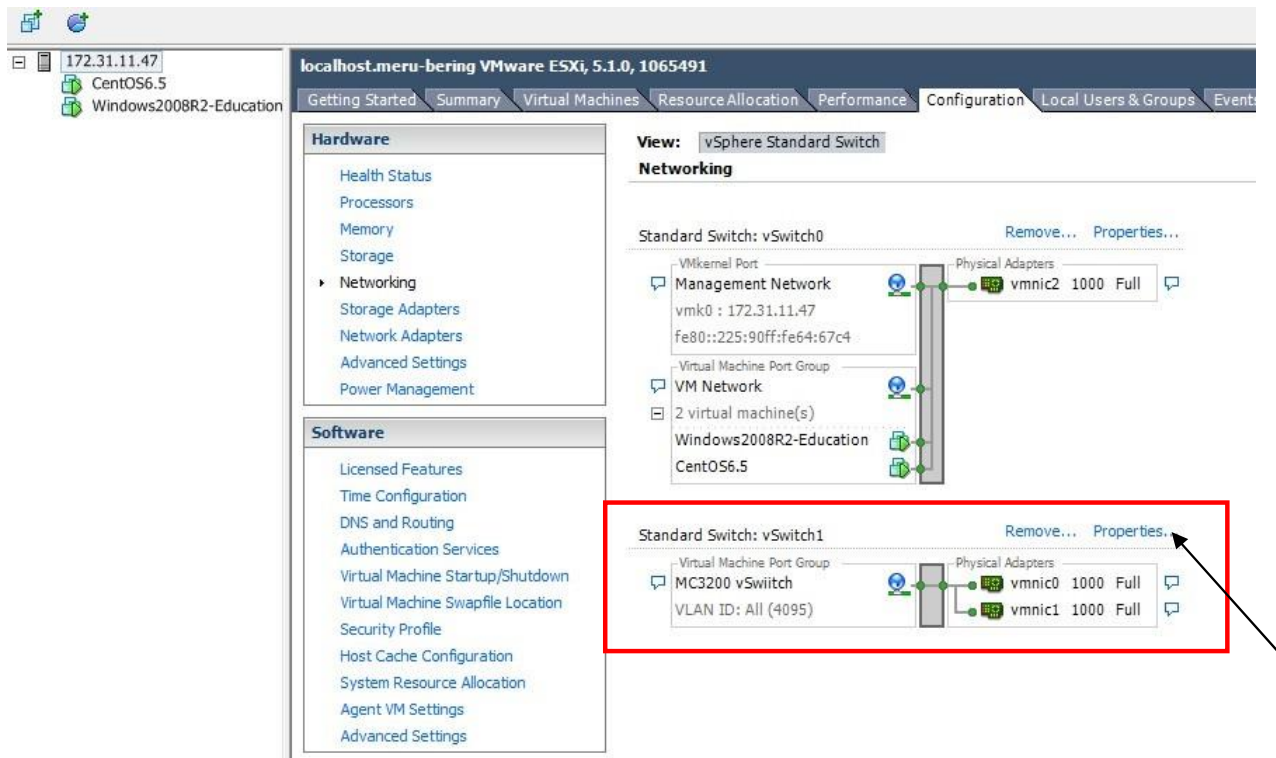 172.31.11.47
CentOS6.5
Windows2008R2-Education
localhost.meru-bering VMware ESXi, 5.1.0, 1065491
Getting Started Summary Virtual Machines Resource Allocation Performance Configuration Local Users & Groups Events
Hardware
Health Status
Processors
Memory
Storage
Networking
Storage Adapters
Network Adapters
Advanced Settings
Power Management
Software
Licensed Features
Time Configuration
DNS and Routing
Authentication Services
Virtual Machine Startup/Shutdown
Virtual Machine Swapfile Location
Security Profile
Host Cache Configuration
System Resource Allocation
Agent VM Settings
Advanced Settings
View: vSphere Standard Switch
Networking
Standard Switch: vSwitch0 Remove... Properties...
VMkernel Port Physical Adapters
Management Network vmnic2 1000 Full
vmk0 : 172.31.11.47
fe80::225:90ff:fe64:67c4
Virtual Machine Port Group
VM Network
2 virtual machine(s)
Windows2008R2-Education
CentOS6.5
Standard Switch: vSwitch1 Remove... Properties...
Virtual Machine Port Group Physical Adapters
MC3200 vSwiitch vmnic0 1000 Full
VLAN ID: All (4095) vmnic1 1000 Full